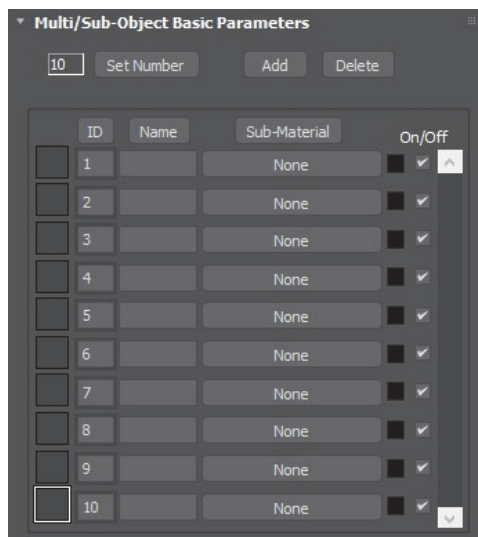 Multi/Sub-Object Basic Parameters
10 Set Number Add Delete
ID Name Sub-Material On/Off
1 None
2 None
3 None
4 None
5 None
6 None
7 None
8 None
9 None
10 None